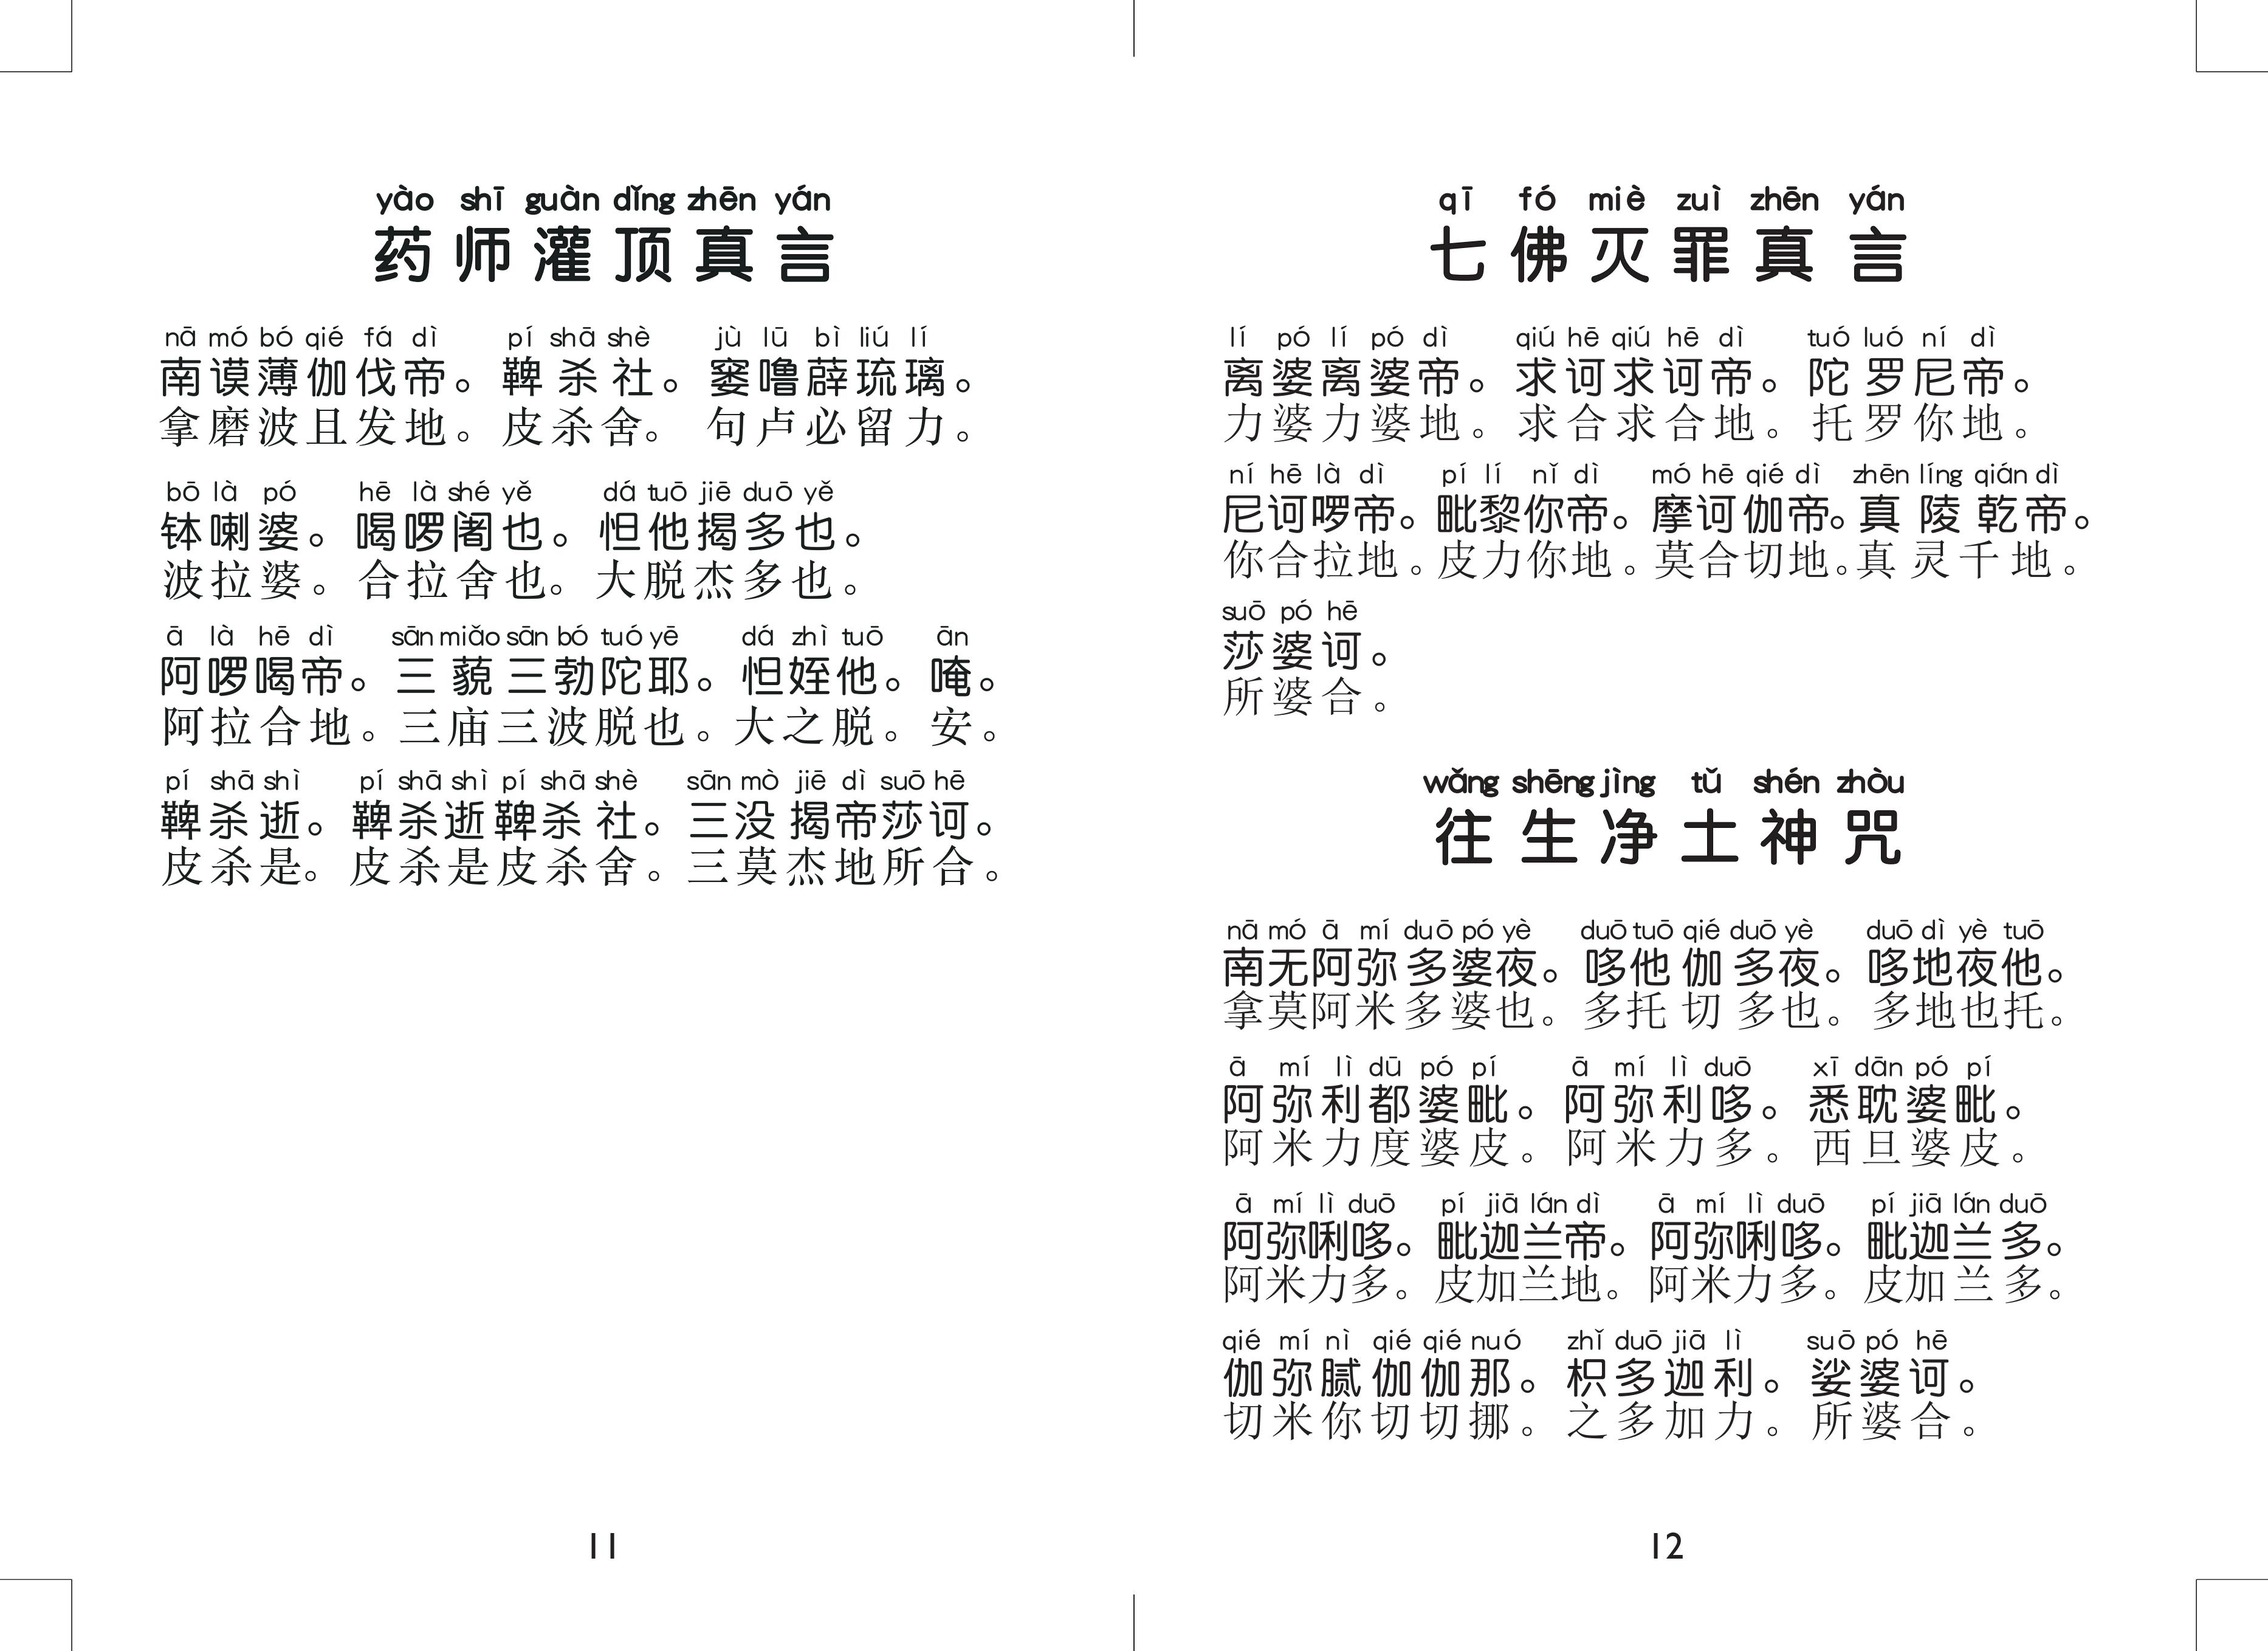 yào shī guàn dǐng zhēn yán
药师灌顶真言
nā mó bó qié fá dì pí shā shè jù lū bì liú lí
南谟薄伽伐帝。鞞杀社。窭噜薜琉璃。
拿磨波且发地。皮杀舍。句卢必留力。
bō là pó hē là shé yě dá tuō jiē duō yě
钵喇婆。喝啰阇也。怛他揭多也。
波拉婆。合拉舍也。大脱杰多也。
ā là hē dì sān miǎo sān bó tuó yē dá zhì tuō ān
阿啰喝帝。三藐三勃陀耶。怛姪他。唵。
阿拉合地。三庙三波脱也。大之脱。安。
pí shā shì pí shā shì pí shā shè sān mò jiē dì suō hē
鞞杀逝。鞞杀逝鞞杀社。三没揭帝莎诃。
皮杀是。皮杀是皮杀舍。三莫杰地所合。
11
qī fó miè zuì zhēn yán
七佛灭罪真言
lí pó lí pó dì qiú hē qiú hē dì tuó luó ní dì
离婆离婆帝。求诃求诃帝。陀罗尼帝。
力婆力婆地。求合求合地。托罗你地。
ní hē là dì pí lí nǐ dì mó hē qié dì zhēn líng qián dì
尼诃啰帝。毗黎你帝。摩诃伽帝。真陵乾帝。
你合拉地。皮力你地。莫合切地。真灵千地。
suō pó hē
莎婆诃。
所婆合。
wǎng shēng jìng tǔ shén zhòu
往生净土神咒
nā mó ā mí duō pó yè duō tuō qié duō yè duō dì yè tuō
南无阿弥多婆夜。哆他伽多夜。哆地夜他。
拿莫阿米多婆也。多托切多也。多地也托。
ā mí lì dū pó pí ā mí lì duō xī dān pó pí
阿弥利都婆毗。阿弥利哆。悉耽婆毗。
阿米力度婆皮。阿米力多。西旦婆皮。
ā mí lì duō pí jiā lán dì ā mí lì duō pí jiā lán duō
阿弥唎哆。毗迦兰帝。阿弥唎哆。毗迦兰多。
阿米力多。皮加兰地。阿米力多。皮加兰多。
qié mí nì qié qié nuó zhǐ duō jiā lì suō pó hē
伽弥腻伽伽那。枳多迦利。娑婆诃。
切米你切切挪。之多加力。所婆合。
12